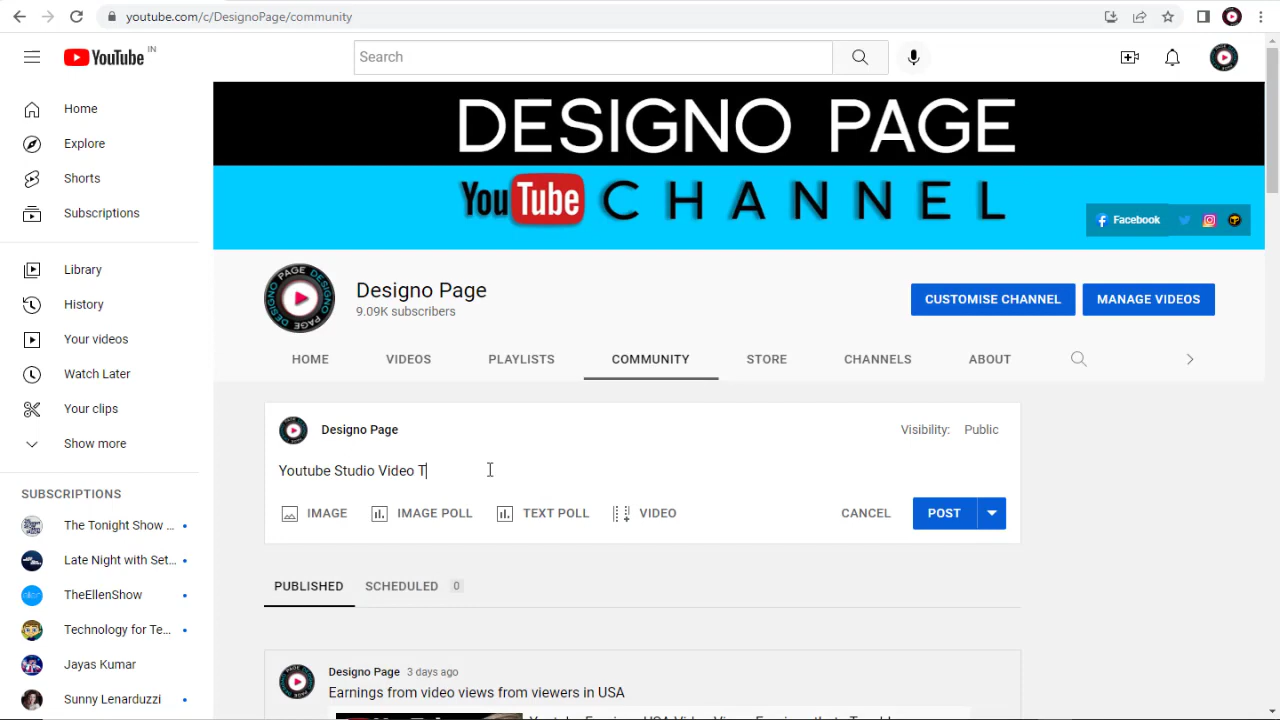 youtube.com/c/DesignoPage/community
YouTube IN
Search
Home
Explore
Shorts
Subscriptions
Library
History
Your videos
Watch Later
Your clips
Show more
SUBSCRIPTIONS
The Tonight Show ...
Late Night with Set...
TheEllenShow
Technology for Te...
Jayas Kumar
Sunny Lenarduzzi
DESIGNO PAGE
YouTube CHANNEL
Facebook
Designo Page
9.09K subscribers
CUSTOMISE CHANNEL
MANAGE VIDEOS
HOME VIDEOS PLAYLISTS COMMUNITY STORE CHANNELS ABOUT
Designo Page
Visibility: Public
Youtube Studio Video T
IMAGE IMAGE POLL TEXT POLL VIDEO
CANCEL POST
PUBLISHED SCHEDULED 0
Designo Page 3 days ago
Earnings from video views from viewers in USA